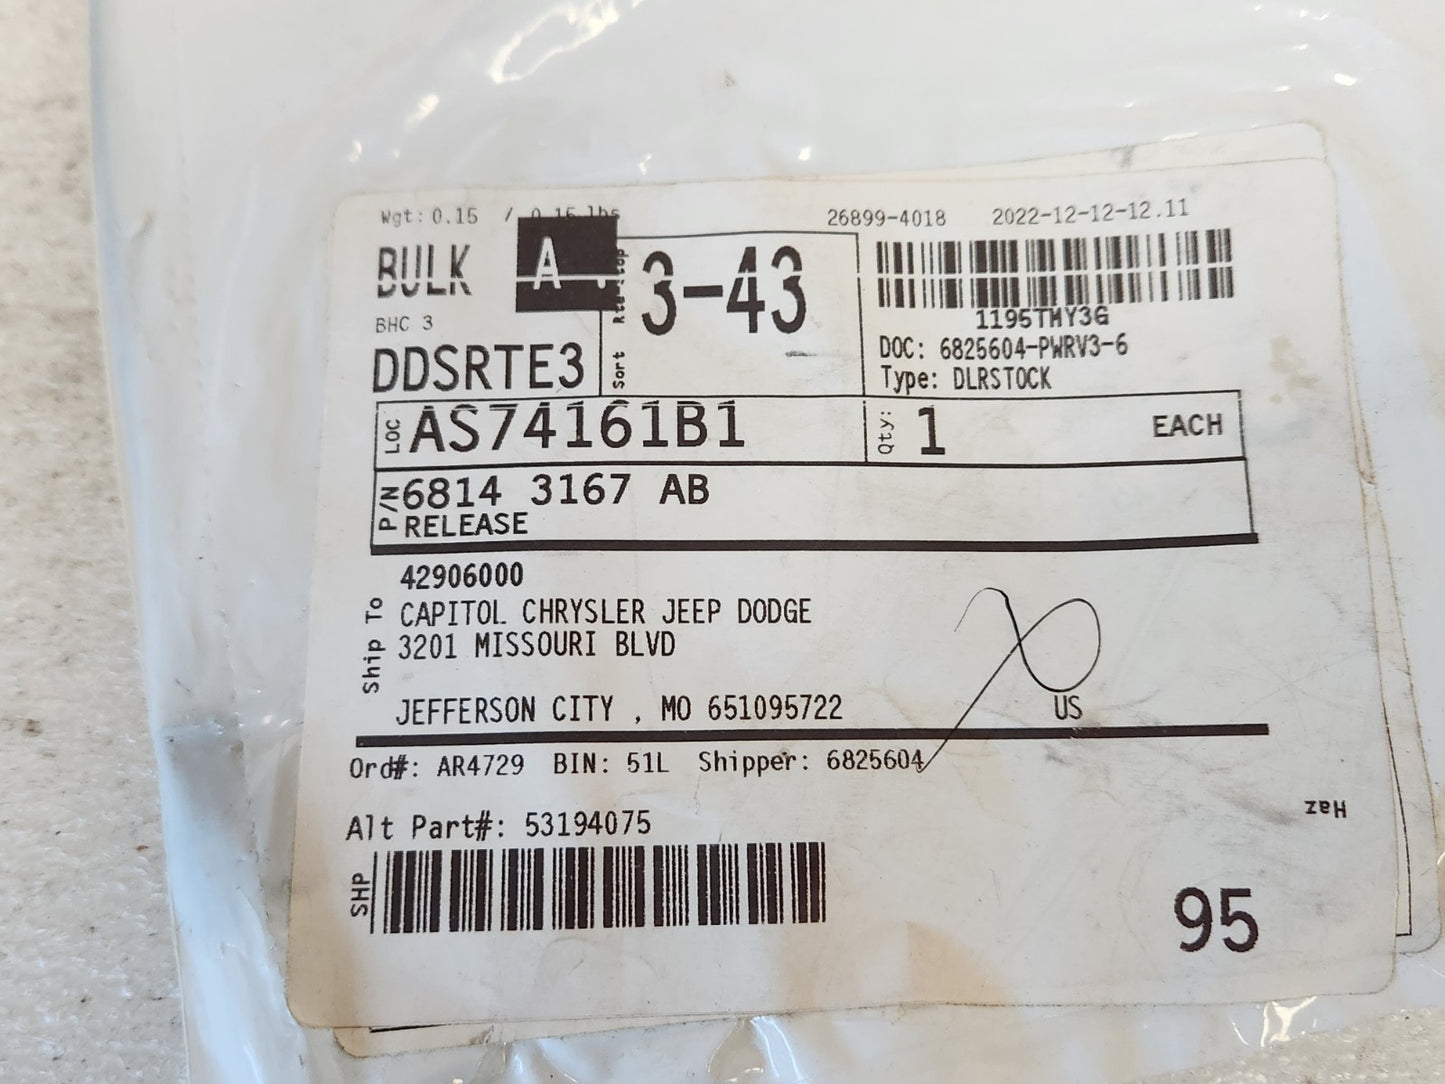 Wgt: 0.15 / 0.15 lbs
26899-4018 2022-12-12-12.11
BULK A
BHC 3
DDSRTE3
Sort Rte-Stop
3-43
1195TMY3G
DOC: 6825604-PWRV3-6
Type: DLRSTOCK
LOC AS74161B1
Qty: 1 EACH
P/N 6814 3167 AB
RELEASE
Ship To
42906000
CAPITOL CHRYSLER JEEP DODGE
3201 MISSOURI BLVD
JEFFERSON CITY , MO 651095722 US
Ord#: AR4729 BIN: 51L Shipper: 6825604
Haz
Alt Part#: 53194075
SHP
95